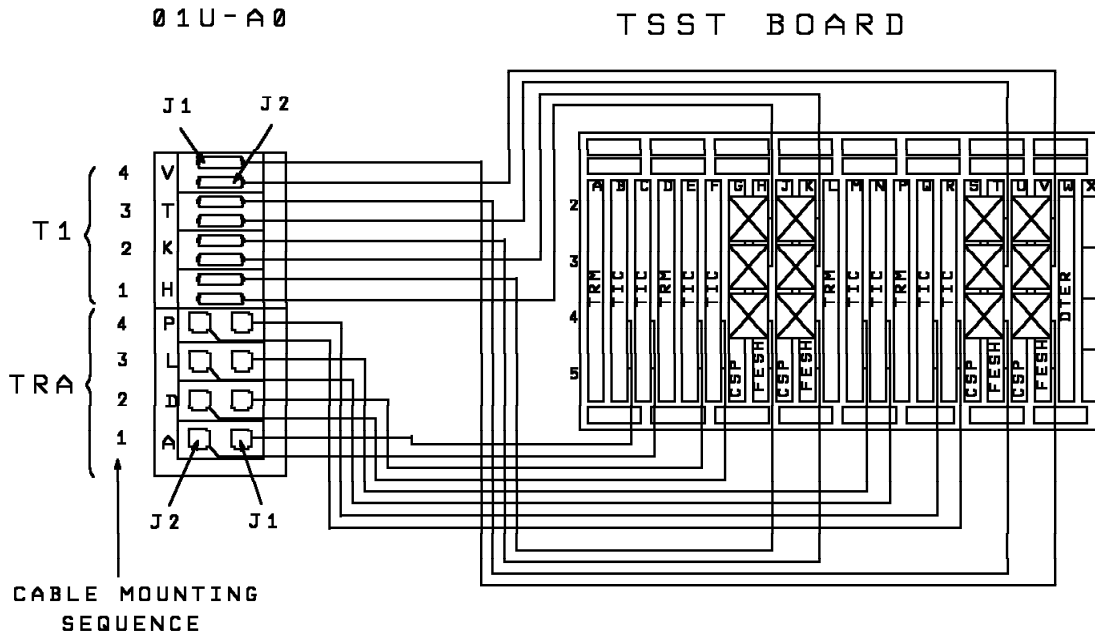 01U-A0
TSST BOARD
J1 J2
T1
4 V
3 T
2 K
1 H
TRA
4 P
3 L
2 D
1 A
J2 J1
CABLE MOUNTING
SEQUENCE
A B C D E F G H J K L M N P Q R S T U V W X
2
3
4
5
TRM
TIC
TIC
TRM
TIC
TIC
CSP
FESH
CSP
FESH
TRM
TIC
TIC
TRM
TIC
TIC
CSP
FESH
CSP
FESH
DTER